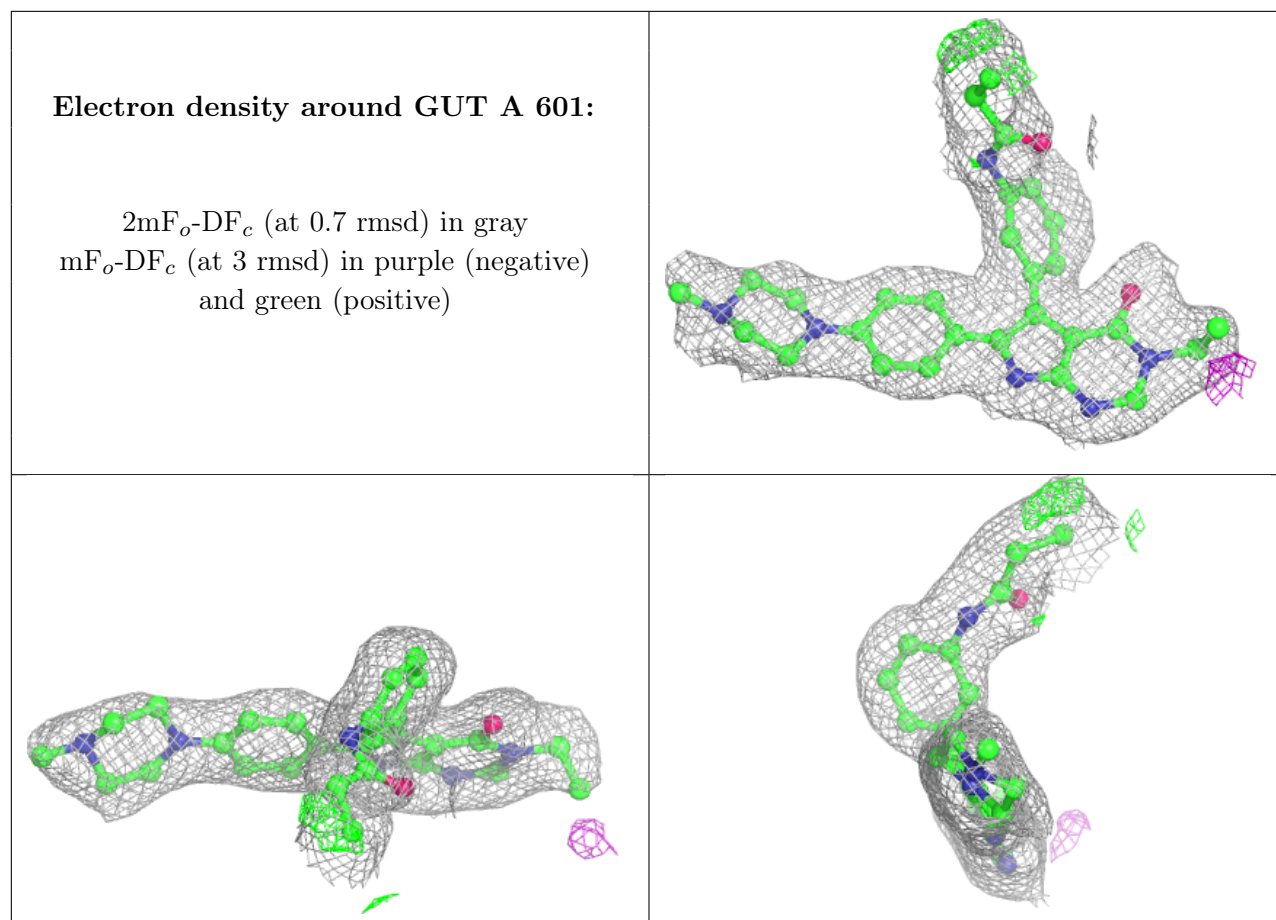 Electron density around GUT A 601:
2mFo-DFc (at 0.7 rmsd) in gray
mFo-DFc (at 3 rmsd) in purple (negative)
and green (positive)